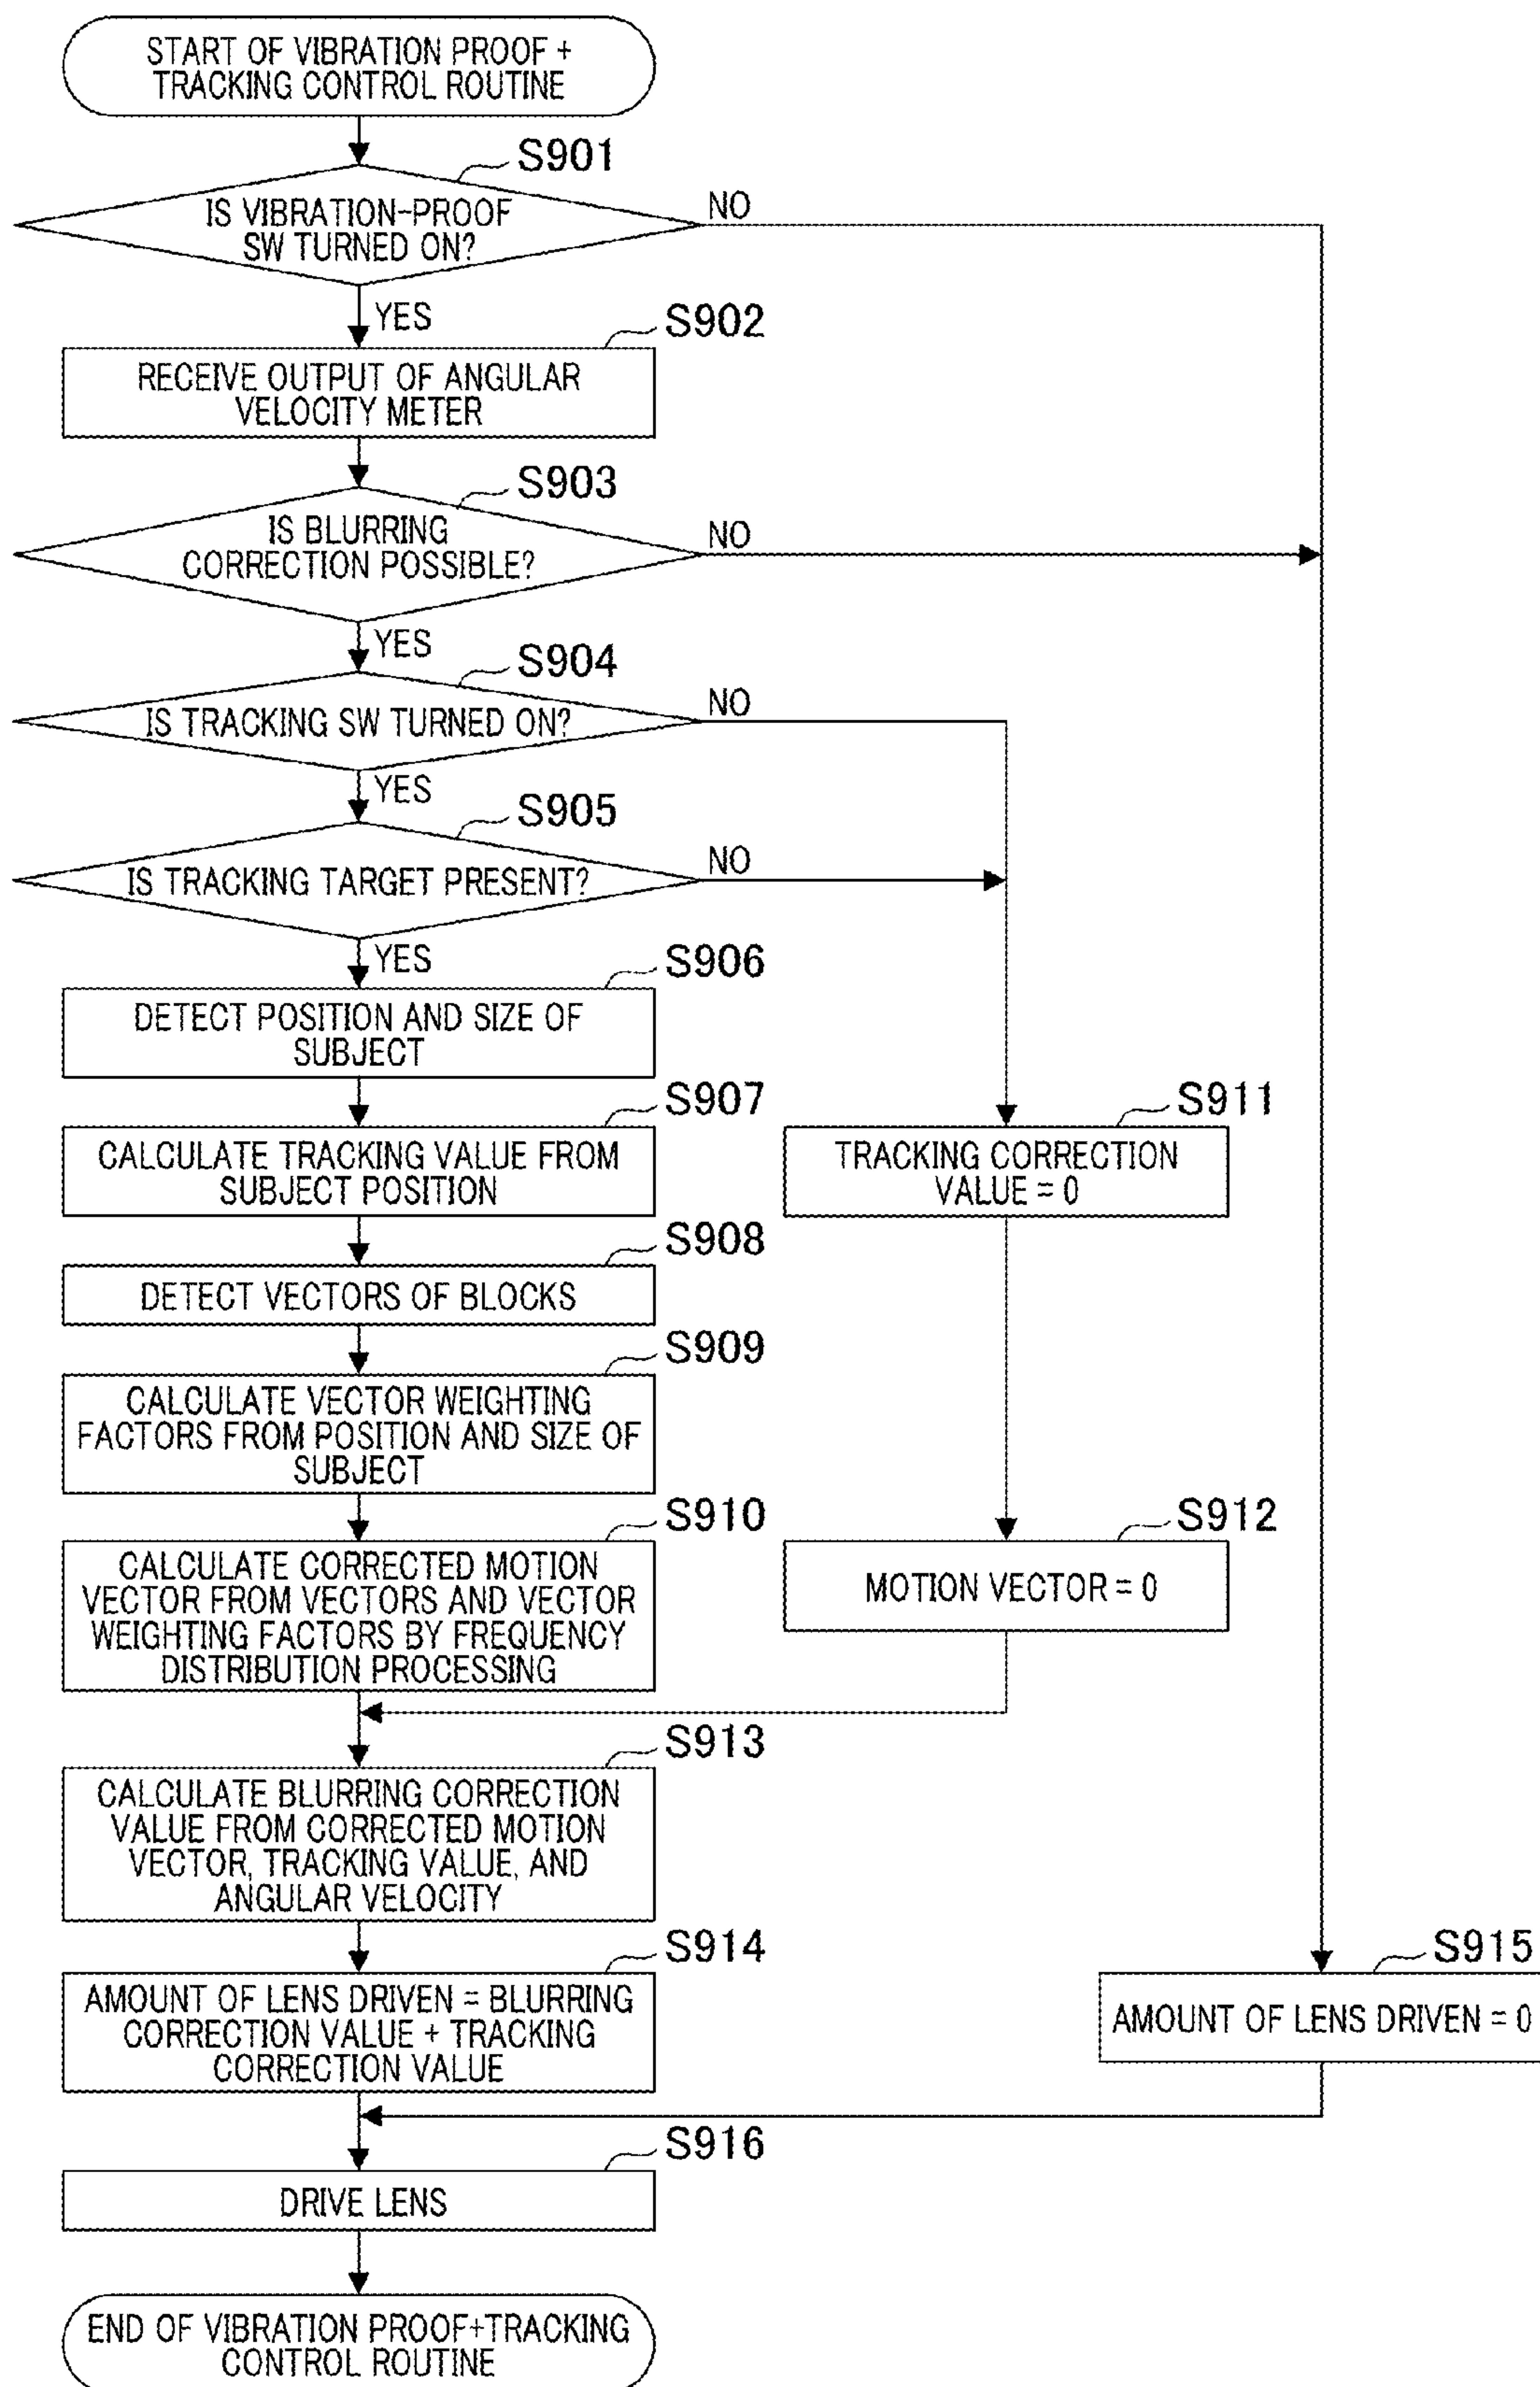 START OF VIBRATION PROOF +
TRACKING CONTROL ROUTINE
S901
IS VIBRATION-PROOF
SW TURNED ON?
NO
YES
S902
RECEIVE OUTPUT OF ANGULAR
VELOCITY METER
S903
IS BLURRING
CORRECTION POSSIBLE?
NO
YES
S904
IS TRACKING SW TURNED ON?
NO
YES
S905
IS TRACKING TARGET PRESENT?
NO
YES
S906
DETECT POSITION AND SIZE OF
SUBJECT
S907
CALCULATE TRACKING VALUE FROM
SUBJECT POSITION
S911
TRACKING CORRECTION
VALUE = 0
S908
DETECT VECTORS OF BLOCKS
S909
CALCULATE VECTOR WEIGHTING
FACTORS FROM POSITION AND SIZE OF
SUBJECT
S910
CALCULATE CORRECTED MOTION
VECTOR FROM VECTORS AND VECTOR
WEIGHTING FACTORS BY FREQUENCY
DISTRIBUTION PROCESSING
S912
MOTION VECTOR = 0
S913
CALCULATE BLURRING CORRECTION
VALUE FROM CORRECTED MOTION
VECTOR, TRACKING VALUE, AND
ANGULAR VELOCITY
S914
AMOUNT OF LENS DRIVEN = BLURRING
CORRECTION VALUE + TRACKING
CORRECTION VALUE
S915
AMOUNT OF LENS DRIVEN = 0
S916
DRIVE LENS
END OF VIBRATION PROOF+TRACKING
CONTROL ROUTINE